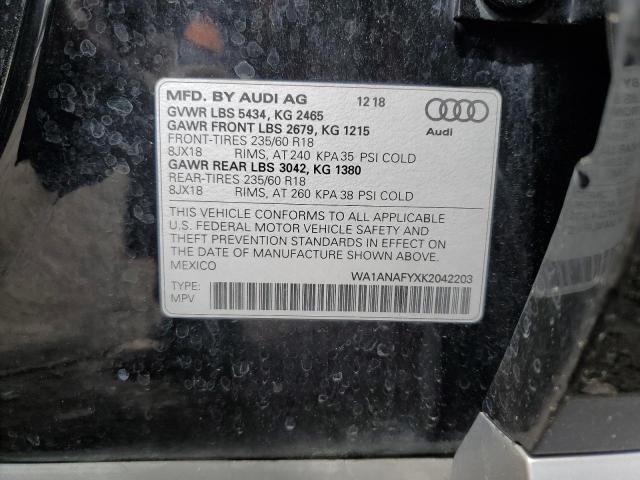 MFD. BY AUDI AG 12 18
GVWR LBS 5434, KG 2465
GAWR FRONT LBS 2679, KG 1215
FRONT-TIRES 235/60 R18
8JX18 RIMS, AT 240 KPA 35 PSI COLD
GAWR REAR LBS 3042, KG 1380
REAR-TIRES 235/60 R18
8JX18 RIMS, AT 260 KPA 38 PSI COLD
Audi
THIS VEHICLE CONFORMS TO ALL APPLICABLE
U.S. FEDERAL MOTOR VEHICLE SAFETY AND
THEFT PREVENTION STANDARDS IN EFFECT ON
THE DATE OF MANUFACTURE SHOWN ABOVE.
MEXICO WA1ANAFYXK2042203
TYPE:
MPV